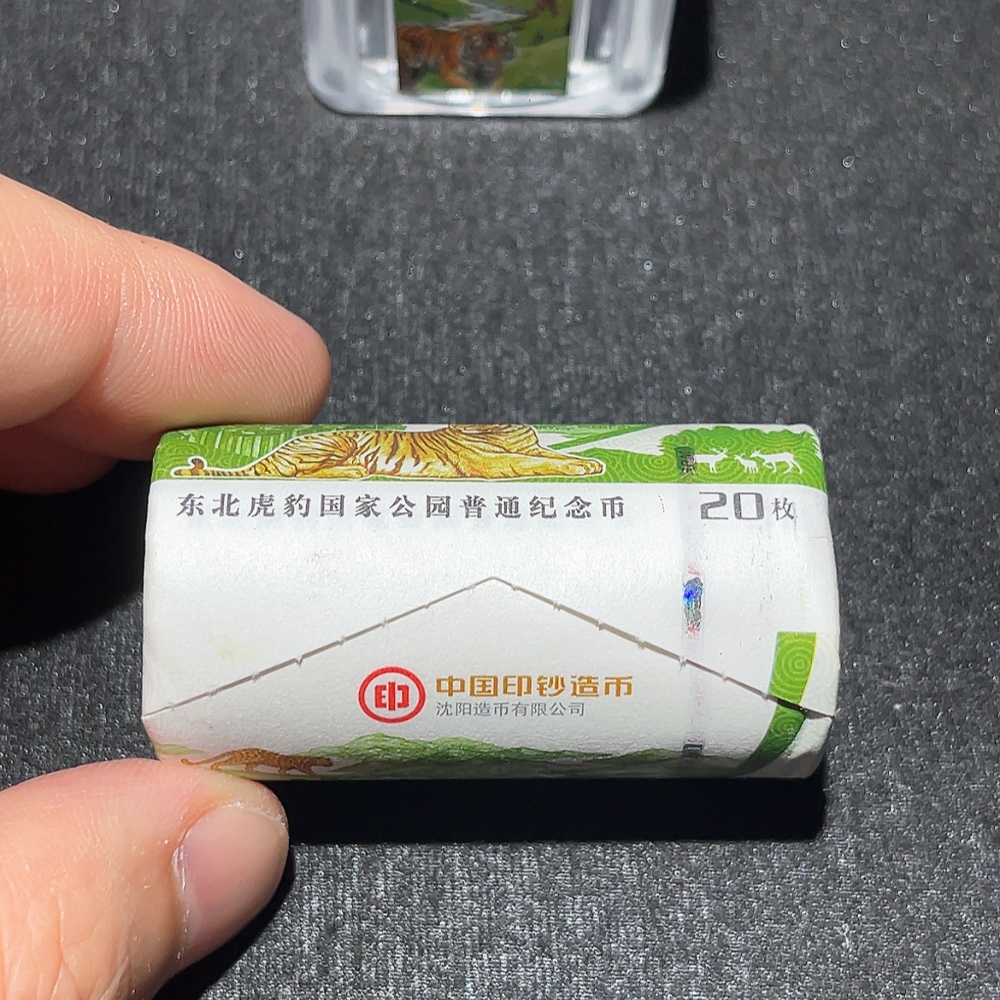 东北虎豹国家公园普通纪念币
20枚
印
中国印钞造币
沈阳造币有限公司